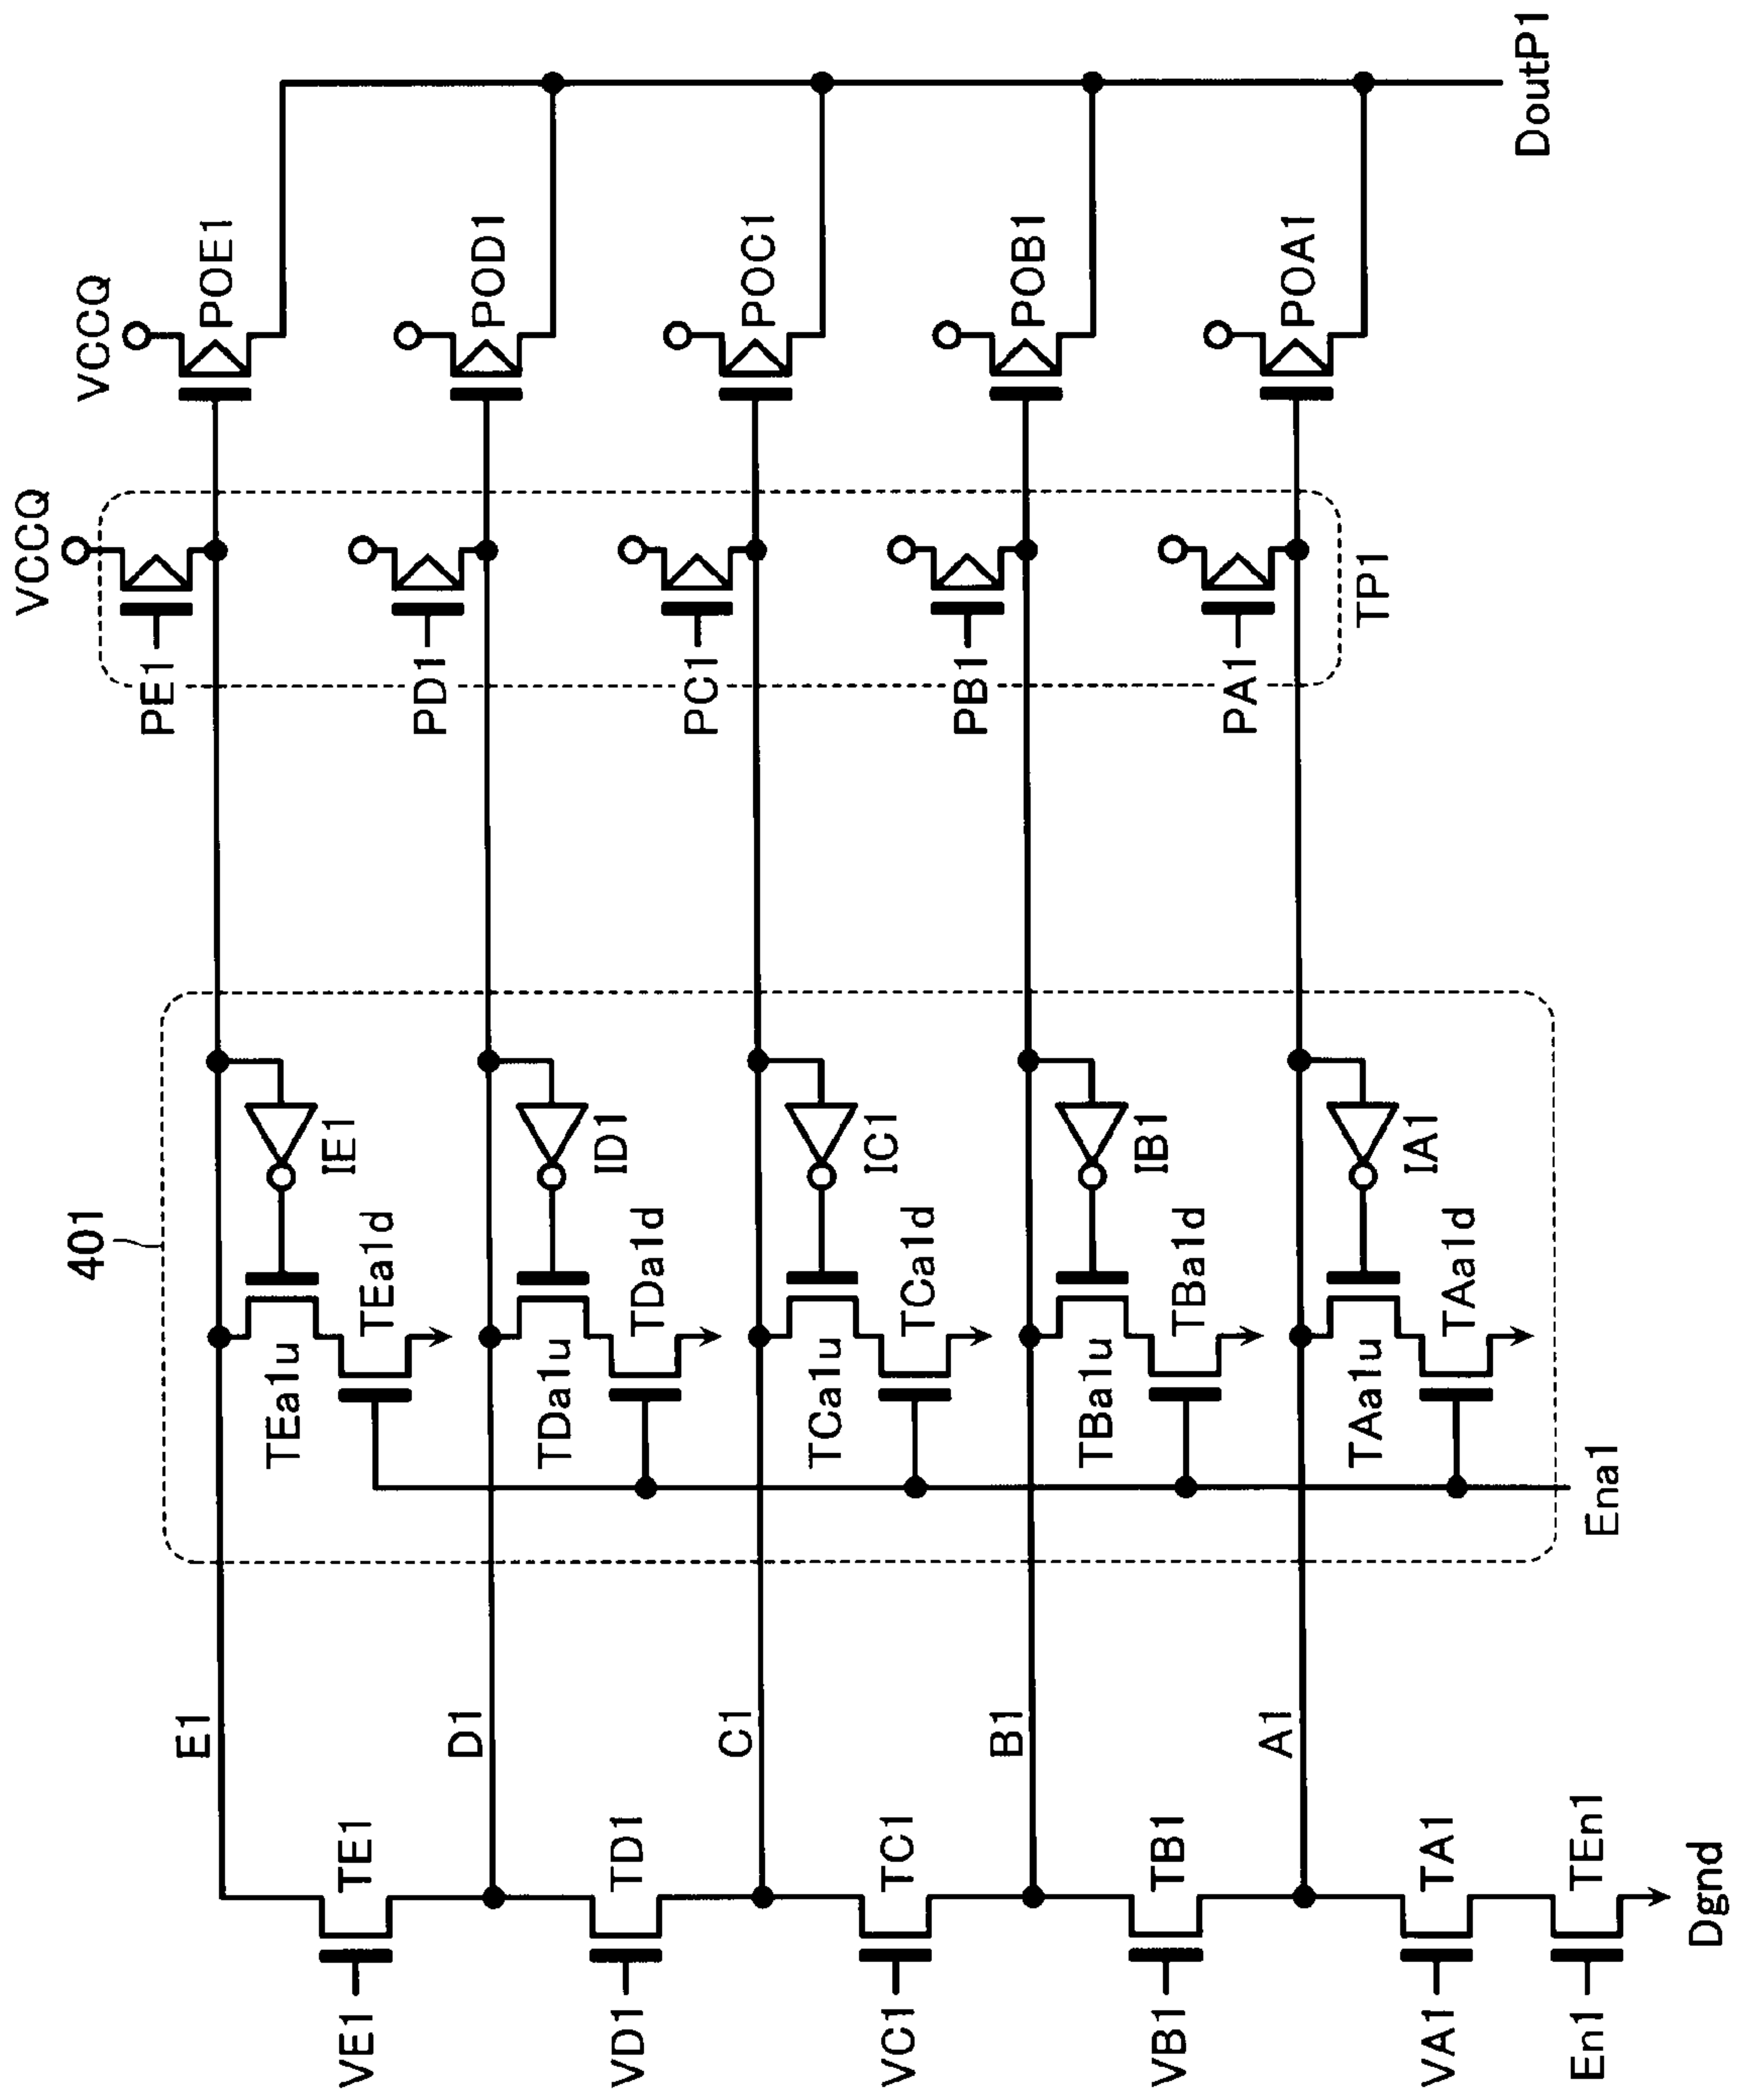 VCCQ
VCCQ
POE1
POD1
POC1
POB1
POA1
DoutP1
PE1
PD1
PC1
PB1
PA1
TP1
401
IE1
ID1
IC1
IB1
IA1
TEa1d
TDa1d
TCa1d
TBa1d
TAa1d
TEa1u
TDa1u
TCa1u
TBa1u
TAa1u
Ena1
E1
D1
C1
B1
A1
TE1
TD1
TC1
TB1
TA1
TEn1
Dgnd
VE1
VD1
VC1
VB1
VA1
En1